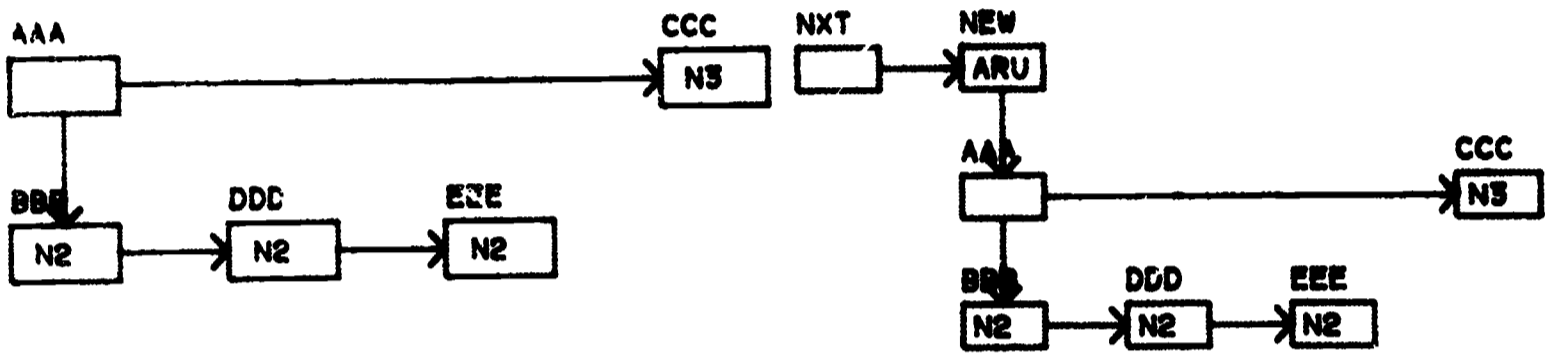 AAA CCC NXT NEW
N3 ARU
AAA CCC
N3
BBB DDD EEE
N2 N2 N2
BBB DDD EEE
N2 N2 N2